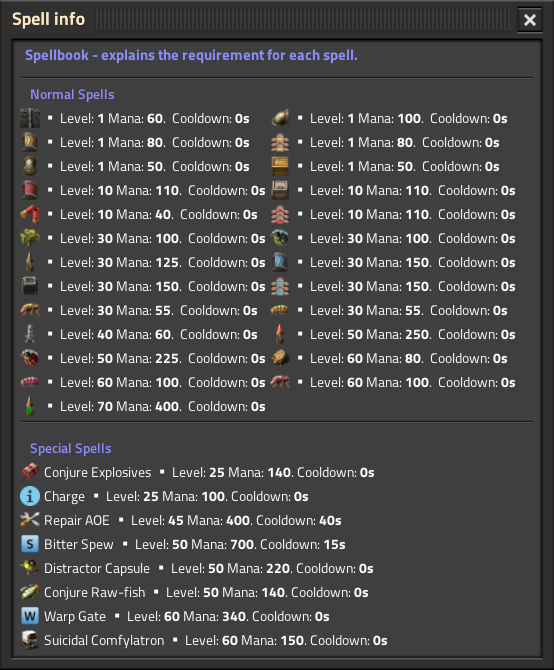 Spell info
Spellbook - explains the requirement for each spell.
Normal Spells
▪ Level: 1 Mana: 60. Cooldown: 0s ▪ Level: 1 Mana: 100. Cooldown: 0s
▪ Level: 1 Mana: 80. Cooldown: 0s ▪ Level: 1 Mana: 80. Cooldown: 0s
▪ Level: 1 Mana: 50. Cooldown: 0s ▪ Level: 1 Mana: 50. Cooldown: 0s
▪ Level: 10 Mana: 110. Cooldown: 0s ▪ Level: 10 Mana: 110. Cooldown: 0s
▪ Level: 10 Mana: 40. Cooldown: 0s ▪ Level: 10 Mana: 110. Cooldown: 0s
▪ Level: 30 Mana: 100. Cooldown: 0s ▪ Level: 30 Mana: 100. Cooldown: 0s
▪ Level: 30 Mana: 125. Cooldown: 0s ▪ Level: 30 Mana: 150. Cooldown: 0s
▪ Level: 30 Mana: 150. Cooldown: 0s ▪ Level: 30 Mana: 150. Cooldown: 0s
▪ Level: 30 Mana: 55. Cooldown: 0s ▪ Level: 30 Mana: 55. Cooldown: 0s
▪ Level: 40 Mana: 60. Cooldown: 0s ▪ Level: 50 Mana: 250. Cooldown: 0s
▪ Level: 50 Mana: 225. Cooldown: 0s ▪ Level: 60 Mana: 80. Cooldown: 0s
▪ Level: 60 Mana: 100. Cooldown: 0s ▪ Level: 60 Mana: 100. Cooldown: 0s
▪ Level: 70 Mana: 400. Cooldown: 0s
Special Spells
Conjure Explosives ▪ Level: 25 Mana: 140. Cooldown: 0s
i Charge ▪ Level: 25 Mana: 100. Cooldown: 0s
Repair AOE ▪ Level: 45 Mana: 400. Cooldown: 40s
S Bitter Spew ▪ Level: 50 Mana: 700. Cooldown: 15s
Distractor Capsule ▪ Level: 50 Mana: 220. Cooldown: 0s
Conjure Raw-fish ▪ Level: 50 Mana: 140. Cooldown: 0s
W Warp Gate ▪ Level: 60 Mana: 340. Cooldown: 0s
Suicidal Comfylatron ▪ Level: 60 Mana: 150. Cooldown: 0s